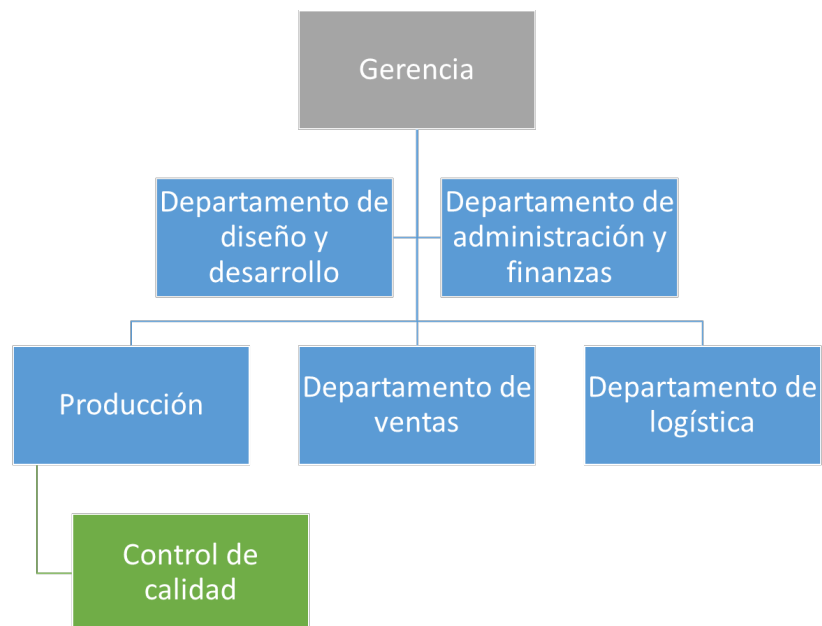 Gerencia
Departamento de
diseño y
desarrollo
Departamento de
administración y
finanzas
Producción
Departamento de
ventas
Departamento de
logística
Control de
calidad